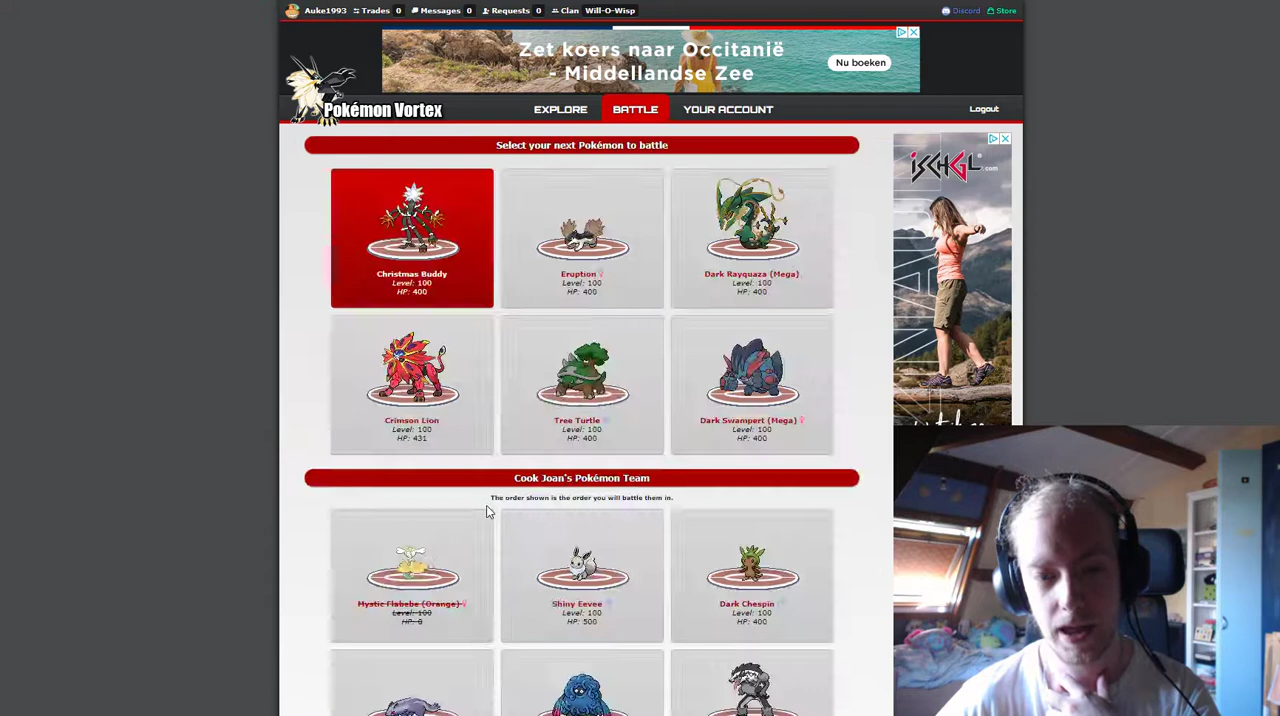 Auke1993 Trades 0 Messages 0 Requests 0 Clan Will-O-Wisp Discord Store
Zet koers naar Occitanië
- Middellandse Zee
Nu boeken
Pokémon Vortex
EXPLORE BATTLE YOUR ACCOUNT Logout
Select your next Pokémon to battle
Christmas Buddy
Level: 100
HP: 400
Eruption
Level: 100
HP: 400
Dark Rayquaza (Mega)
Level: 100
HP: 400
Crimson Lion
Level: 100
HP: 431
Tree Turtle
Level: 100
HP: 400
Dark Swampert (Mega)
Level: 100
HP: 400
Cook Joan's Pokémon Team
The order shown is the order you will battle them in.
Mystic Flabebe (Orange)
Level: 100
HP: 0
Shiny Eevee
Level: 100
HP: 500
Dark Chespin
Level: 100
HP: 400
iSCHGL.com